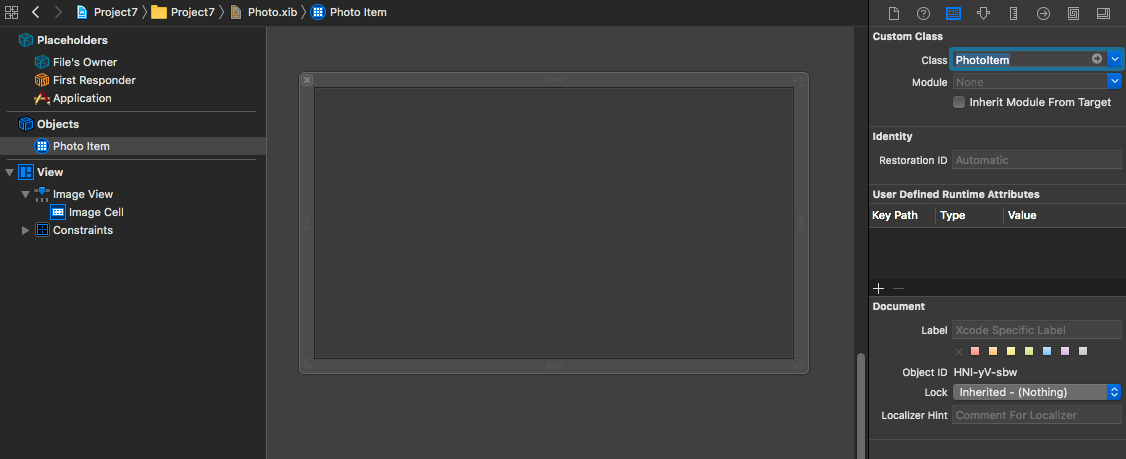 Project7 Project7 Photo.xib Photo Item
Placeholders
File's Owner
First Responder
Application
Objects
Photo Item
View
Image View
Image Cell
Constraints
Custom Class
Class PhotoItem
Module None
Inherit Module From Target
Identity
Restoration ID Automatic
User Defined Runtime Attributes
Key Path Type Value
Document
Label Xcode Specific Label
Object ID HNI-yV-sbw
Lock Inherited - (Nothing)
Localizer Hint Comment For Localizer